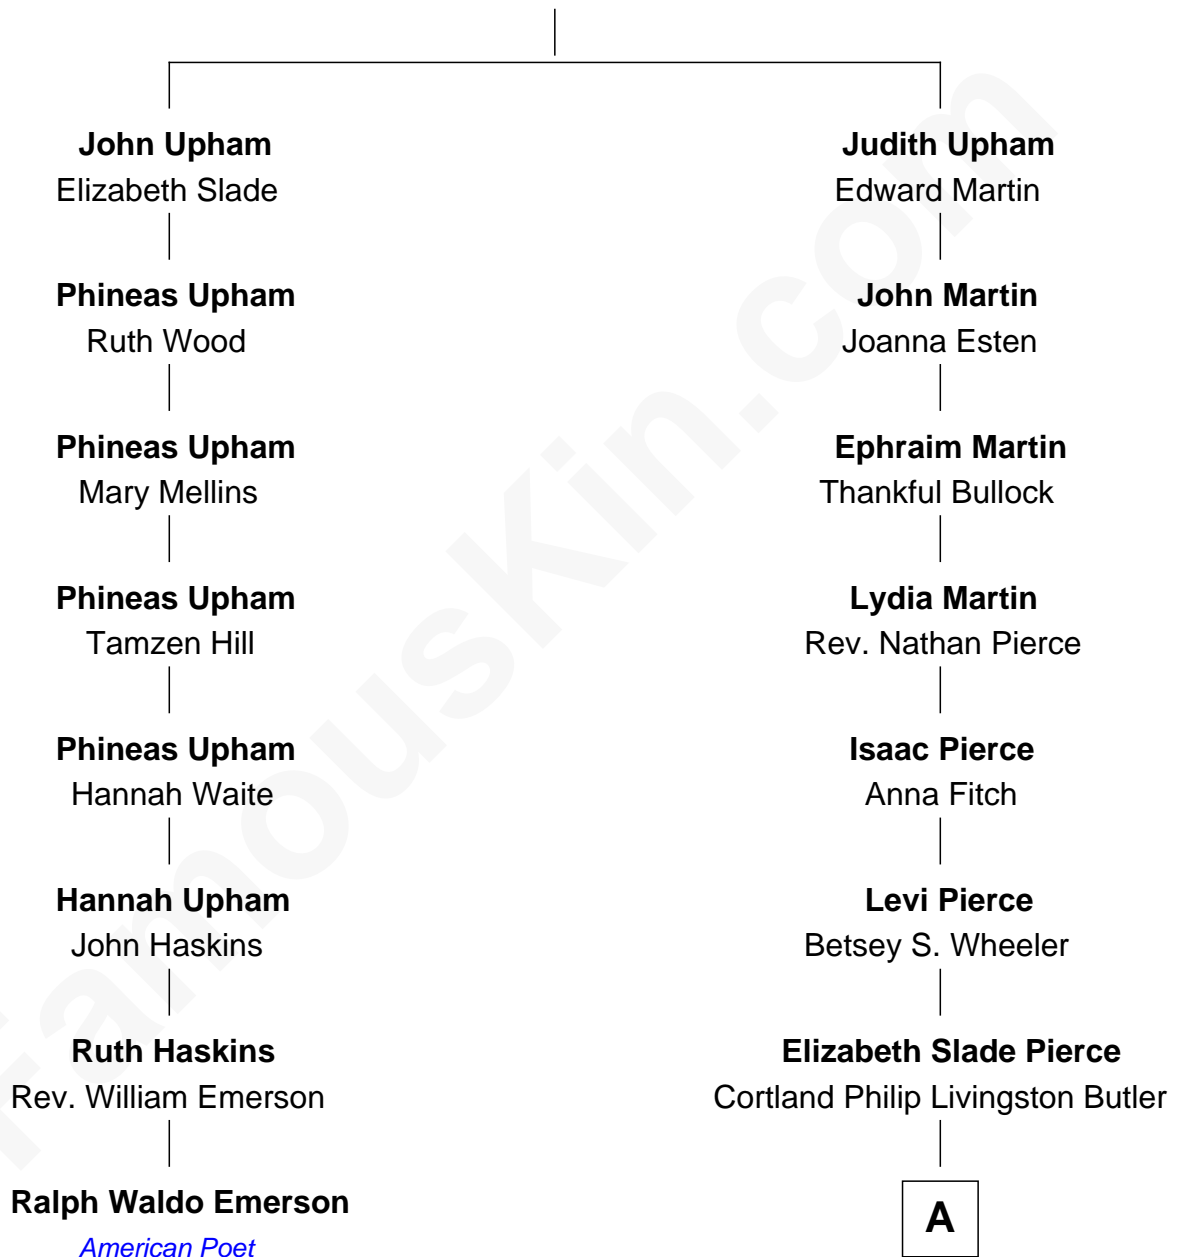 John Upham
Elizabeth Slade
Judith Upham
Edward Martin
Phineas Upham
Ruth Wood
John Martin
Joanna Esten
Phineas Upham
Mary Mellins
Ephraim Martin
Thankful Bullock
Phineas Upham
Tamzen Hill
Lydia Martin
Rev. Nathan Pierce
Phineas Upham
Hannah Waite
Isaac Pierce
Anna Fitch
Hannah Upham
John Haskins
Levi Pierce
Betsey S. Wheeler
Ruth Haskins
Rev. William Emerson
Elizabeth Slade Pierce
Cortland Philip Livingston Butler
Ralph Waldo Emerson
American Poet
A
FamousKin.com